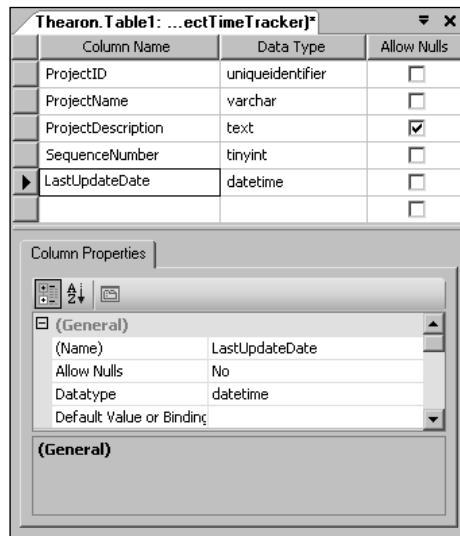 Thearon.Table1: ...ectTimeTracker)*
Column Name Data Type Allow Nulls
ProjectID uniqueidentifier
ProjectName varchar
ProjectDescription text
SequenceNumber tinyint
LastUpdateDate datetime
Column Properties
(General)
(Name) LastUpdateDate
Allow Nulls No
Datatype datetime
Default Value or Binding
(General)